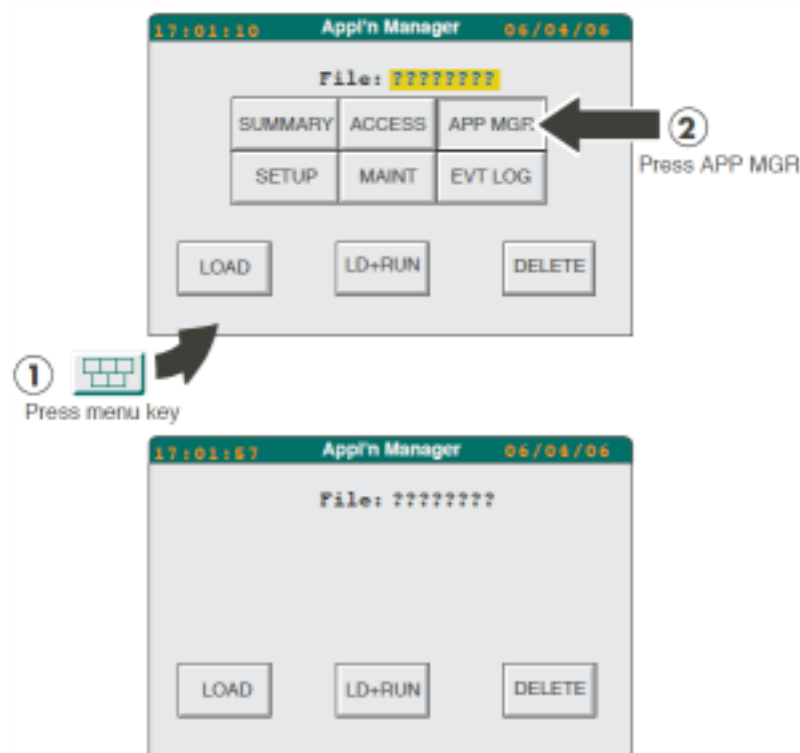 17:01:10 Appl'n Manager 06/04/06
File: ????????
SUMMARY ACCESS APP MGR
2
Press APP MGR
SETUP MAINT EVT LOG
LOAD LD+RUN DELETE
1
Press menu key
17:01:57 Appl'n Manager 06/04/06
File: ????????
LOAD LD+RUN DELETE